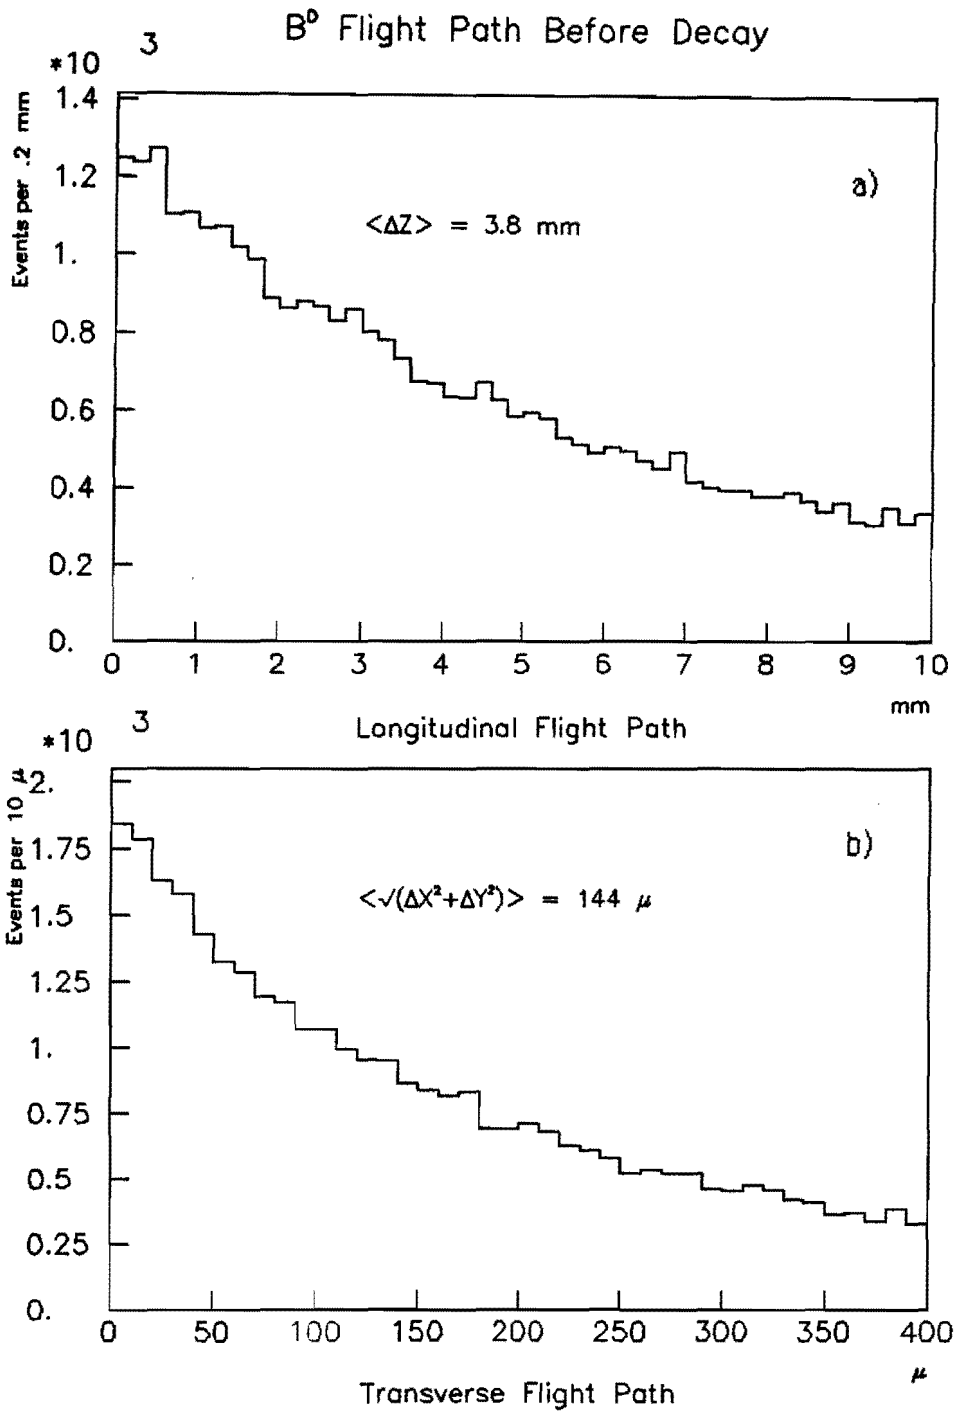 B⁰ Flight Path Before Decay
*10 3
1.4
1.2
1.
0.8
0.6
0.4
0.2
0.
Events per .2 mm
a)
<ΔZ> = 3.8 mm
0 1 2 3 4 5 6 7 8 9 10
mm
Longitudinal Flight Path
*10 3
2.
1.75
1.5
1.25
1.
0.75
0.5
0.25
0.
Events per 10 μ
b)
<√(ΔX²+ΔY²)> = 144 μ
0 50 100 150 200 250 300 350 400
μ
Transverse Flight Path